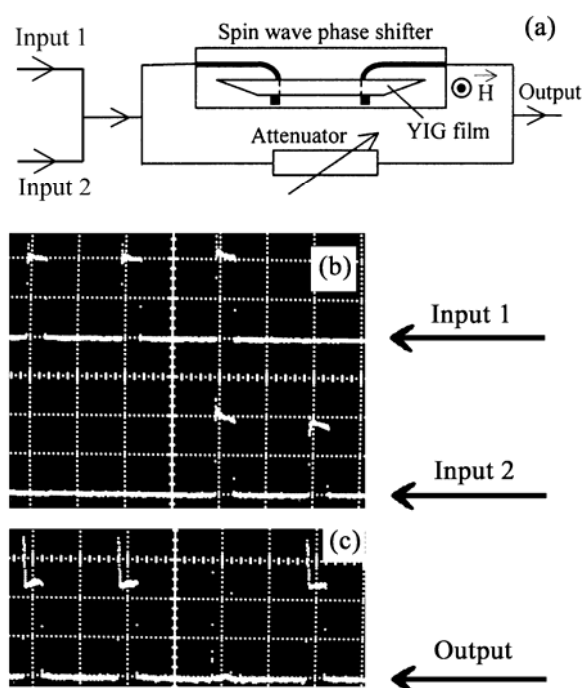 Input 1
Spin wave phase shifter
(a)
H
Output
YIG film
Attenuator
Input 2
(b)
Input 1
Input 2
(c)
Output